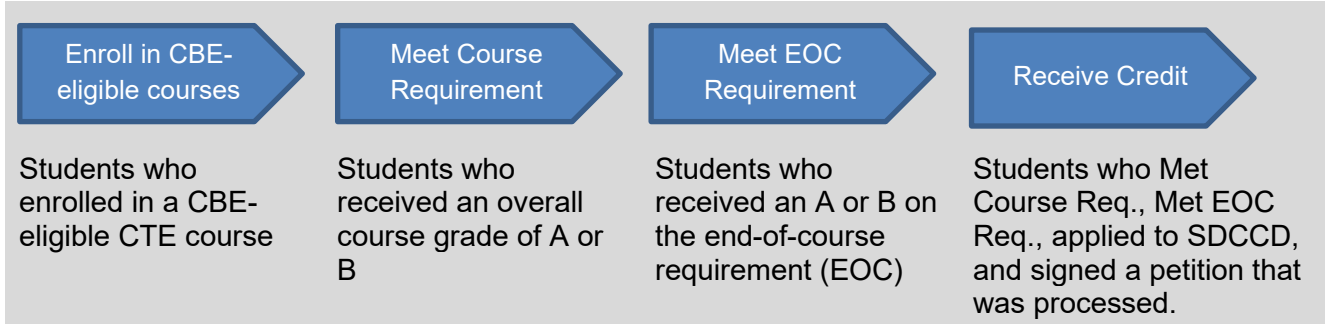 Enroll in CBE-
eligible courses
Meet Course
Requirement
Meet EOC
Requirement
Receive Credit
Students who
enrolled in a CBE-
eligible CTE course
Students who
received an overall
course grade of A or
B
Students who
received an A or B on
the end-of-course
requirement (EOC)
Students who Met
Course Req., Met EOC
Req., applied to SDCCD,
and signed a petition that
was processed.